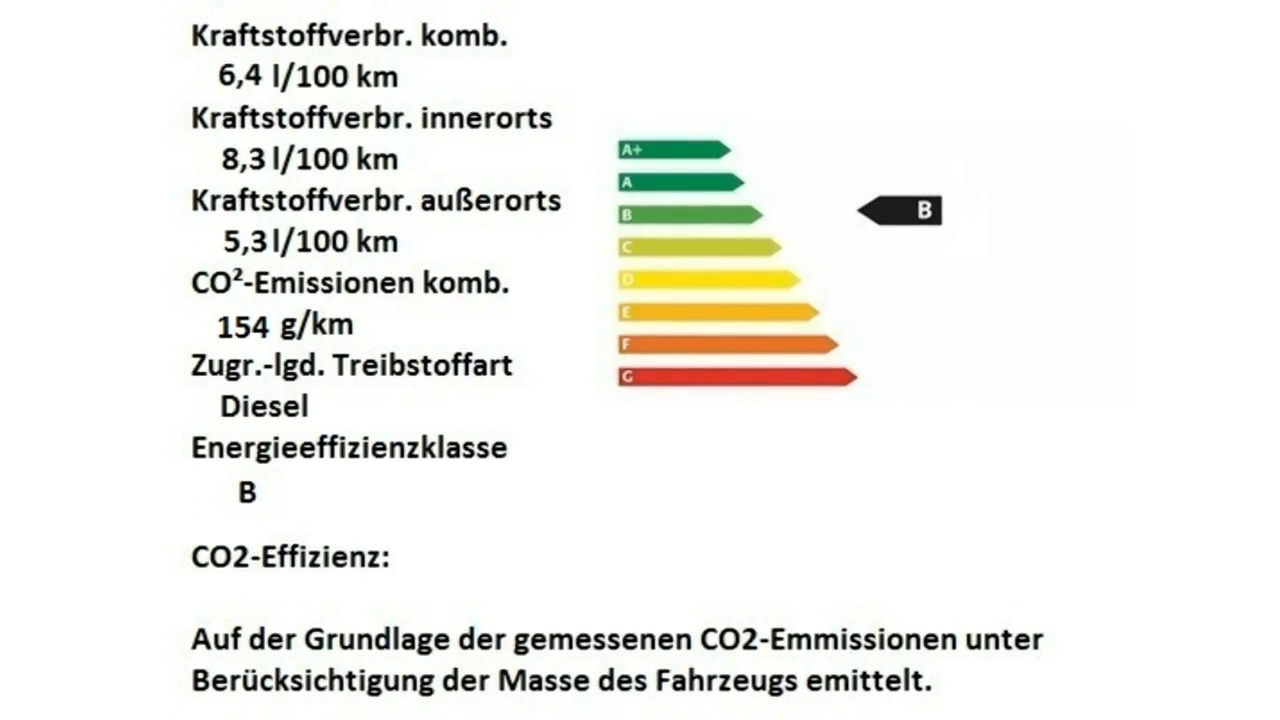 Kraftstoffverbr. komb.
6,4 l/100 km
Kraftstoffverbr. innerorts
8,3 l/100 km
Kraftstoffverbr. außerorts
5,3 l/100 km
CO²-Emissionen komb.
154 g/km
Zugr.-lgd. Treibstoffart
Diesel
Energieeffizienzklasse
B
A+
A
B
B
C
D
E
F
G
CO2-Effizienz:
Auf der Grundlage der gemessenen CO2-Emmissionen unter
Berücksichtigung der Masse des Fahrzeugs emittelt.